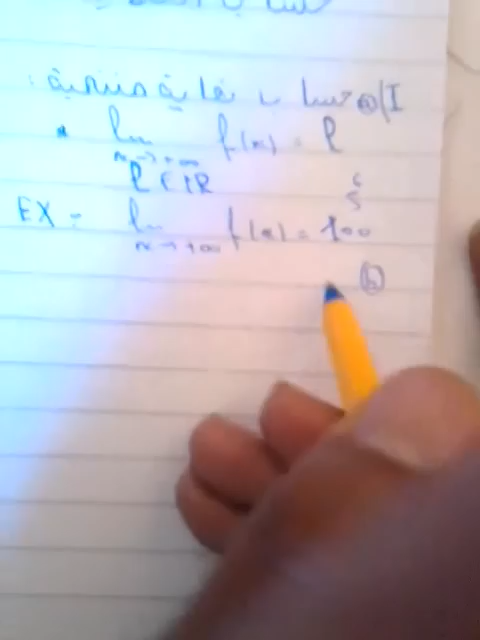 I/ⓐ حساب نهاية منتهية :
* lim f(x) = l
x→+∞
l ∈ IR
EX = lim f(x) = 100
x→+∞
ⓑ